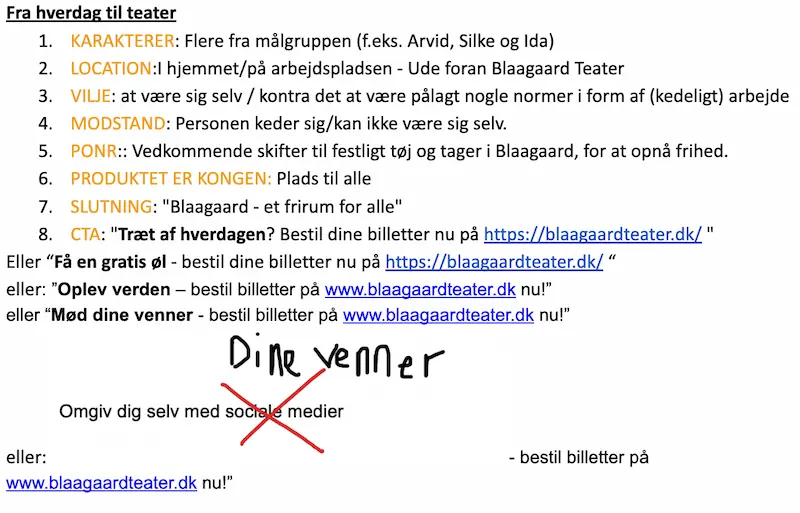 Fra hverdag til teater
1. KARAKTERER: Flere fra målgruppen (f.eks. Arvid, Silke og Ida)
2. LOCATION:I hjemmet/på arbejdspladsen - Ude foran Blaagaard Teater
3. VILJE: at være sig selv / kontra det at være pålagt nogle normer i form af (kedeligt) arbejde
4. MODSTAND: Personen keder sig/kan ikke være sig selv.
5. PONR:: Vedkommende skifter til festligt tøj og tager i Blaagaard, for at opnå frihed.
6. PRODUKTET ER KONGEN: Plads til alle
7. SLUTNING: "Blaagaard - et frirum for alle"
8. CTA: "Træt af hverdagen? Bestil dine billetter nu på https://blaagaardteater.dk/ "
Eller “Få en gratis øl - bestil dine billetter nu på https://blaagaardteater.dk/ “
eller: ”Oplev verden – bestil billetter på www.blaagaardteater.dk nu!”
eller “Mød dine venner - bestil billetter på www.blaagaardteater.dk nu!”
Dine venner
Omgiv dig selv med sociale medier
eller: - bestil billetter på
www.blaagaardteater.dk nu!”